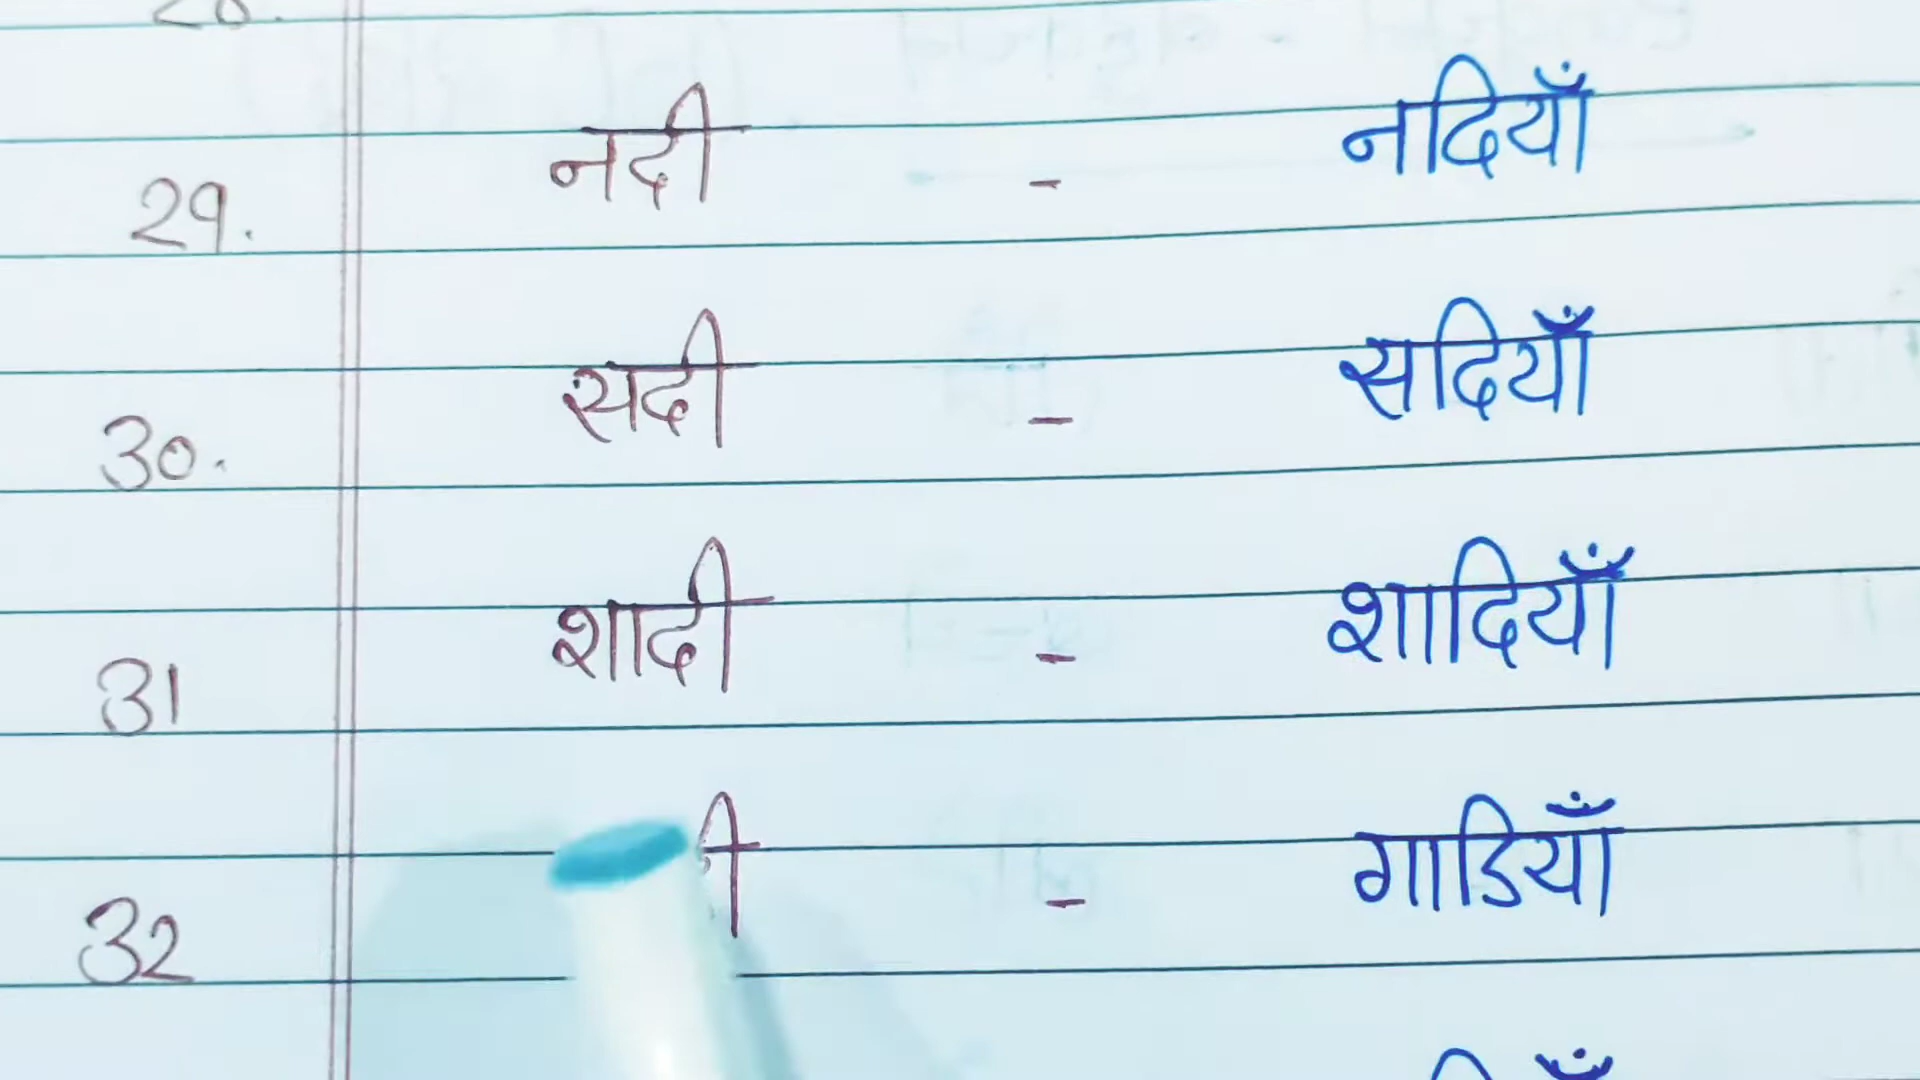 29. नदी - नदियाँ
30. सदी - सदियाँ
31 शादी - शादियाँ
32 - गाडियाँ